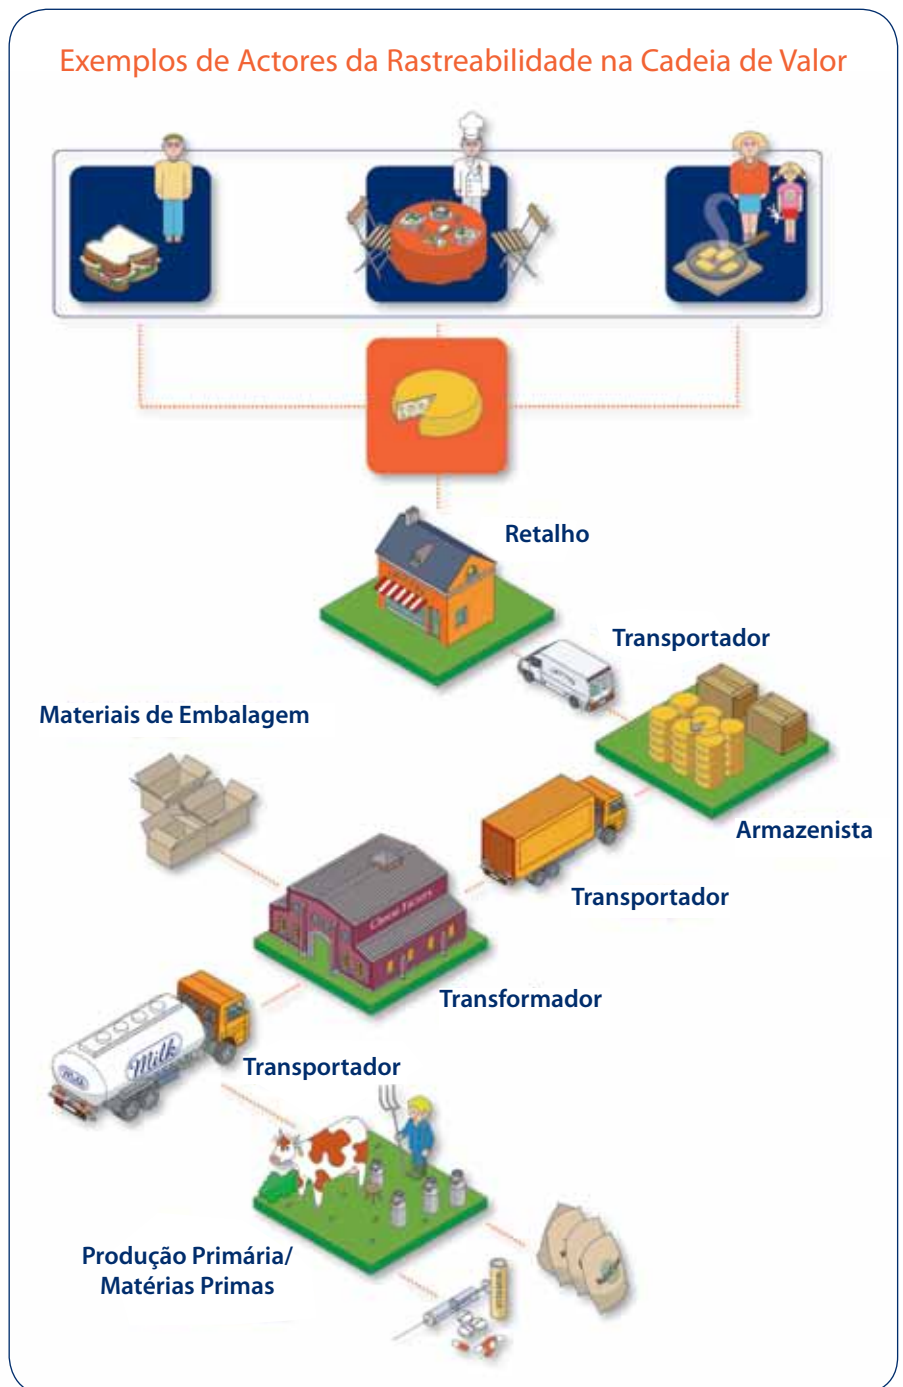 Exemplos de Actores da Rastreabilidade na Cadeia de Valor
Retalho
Transportador
Materiais de Embalagem
Armazenista
Transportador
Transformador
Milk
Transportador
Produção Primária/
Matérias Primas